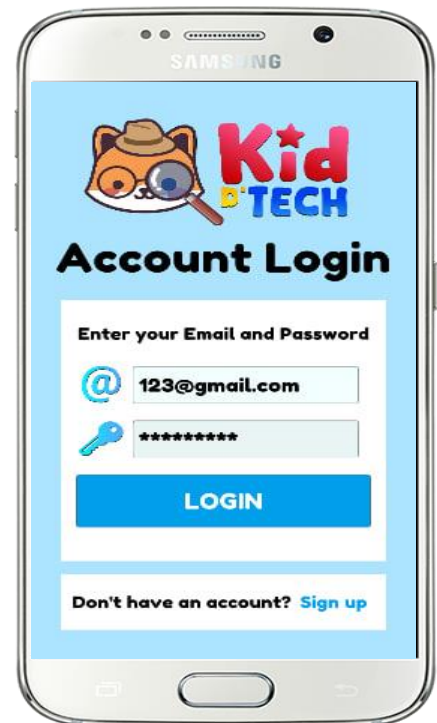 SAMSUNG
Kid
D'TECH
Account Login
Enter your Email and Password
@ 123@gmail.com
*********
LOGIN
Don't have an account? Sign up